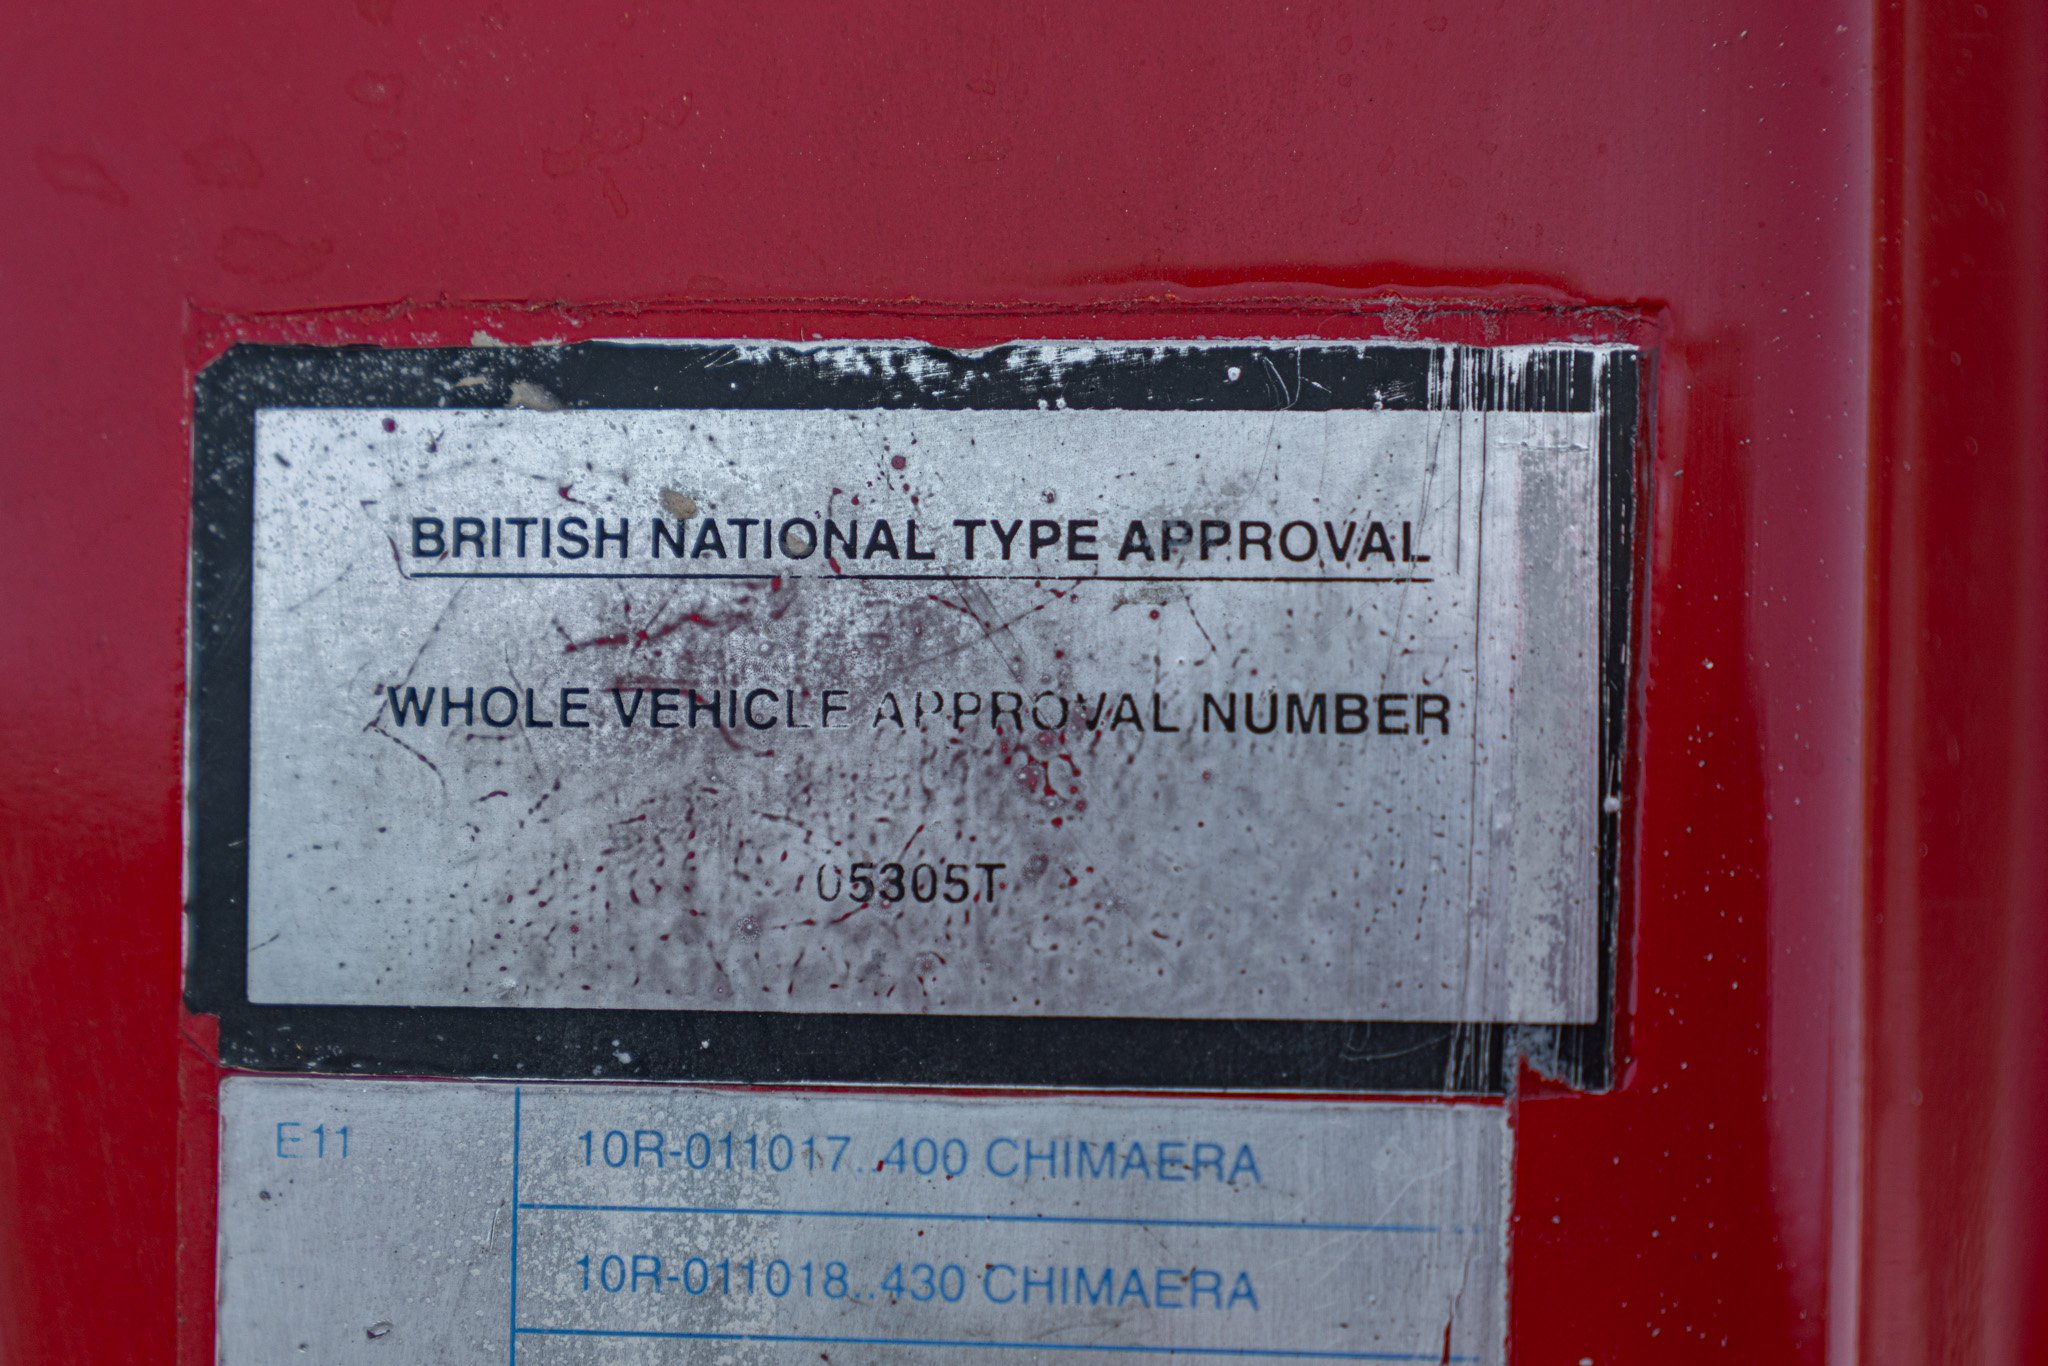 BRITISH NATIONAL TYPE APPROVAL
WHOLE VEHICLE APPROVAL NUMBER
05305T
E11
10R-011017..400 CHIMAERA
10R-011018..430 CHIMAERA